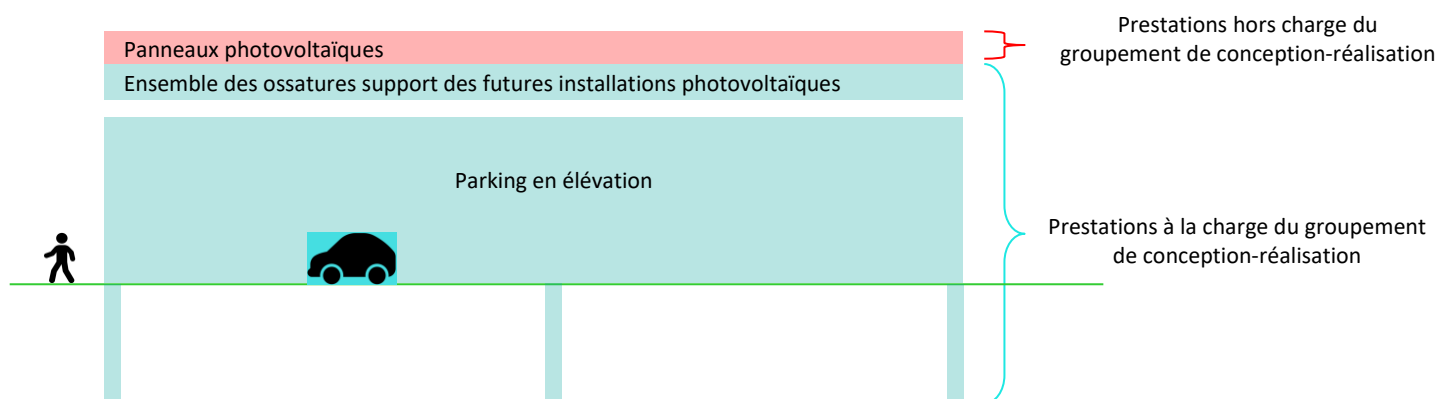 Prestations hors charge du
groupement de conception-réalisation
Panneaux photovoltaïques
Ensemble des ossatures support des futures installations photovoltaïques
Parking en élévation
Prestations à la charge du groupement
de conception-réalisation